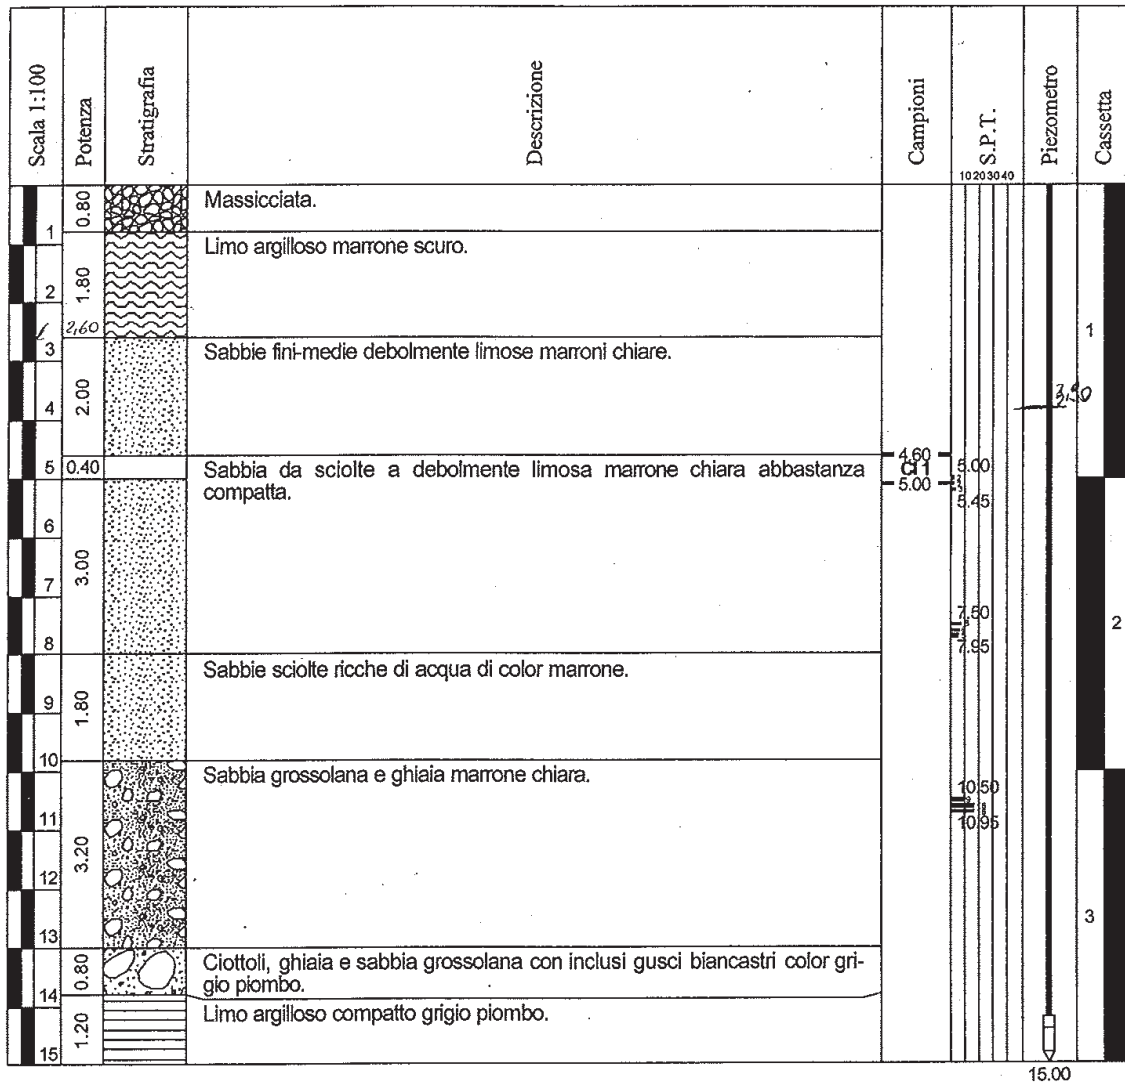 Scala 1:100
Potenza
Stratigrafia
Descrizione
Campioni
S.P.T.
10 20 30 40
Piezometro
Cassetta
0.80
Massicciata.
1
Limo argilloso marrone scuro.
1.80
2
2,60
3
Sabbie fini-medie debolmente limose marroni chiare.
1
2.00
4
5
0.40
Sabbia da sciolte a debolmente limosa marrone chiara abbastanza
compatta.
4.60
CI 1
5.00
5.00
5.45
6
3.00
7
7.50
7.95
2
8
Sabbie sciolte ricche di acqua di color marrone.
1.80
9
10
Sabbia grossolana e ghiaia marrone chiara.
10.50
10.95
11
3.20
12
3
13
0.80
Ciottoli, ghiaia e sabbia grossolana con inclusi gusci biancastri color gri-
gio piombo.
14
Limo argilloso compatto grigio piombo.
1.20
15
15.00